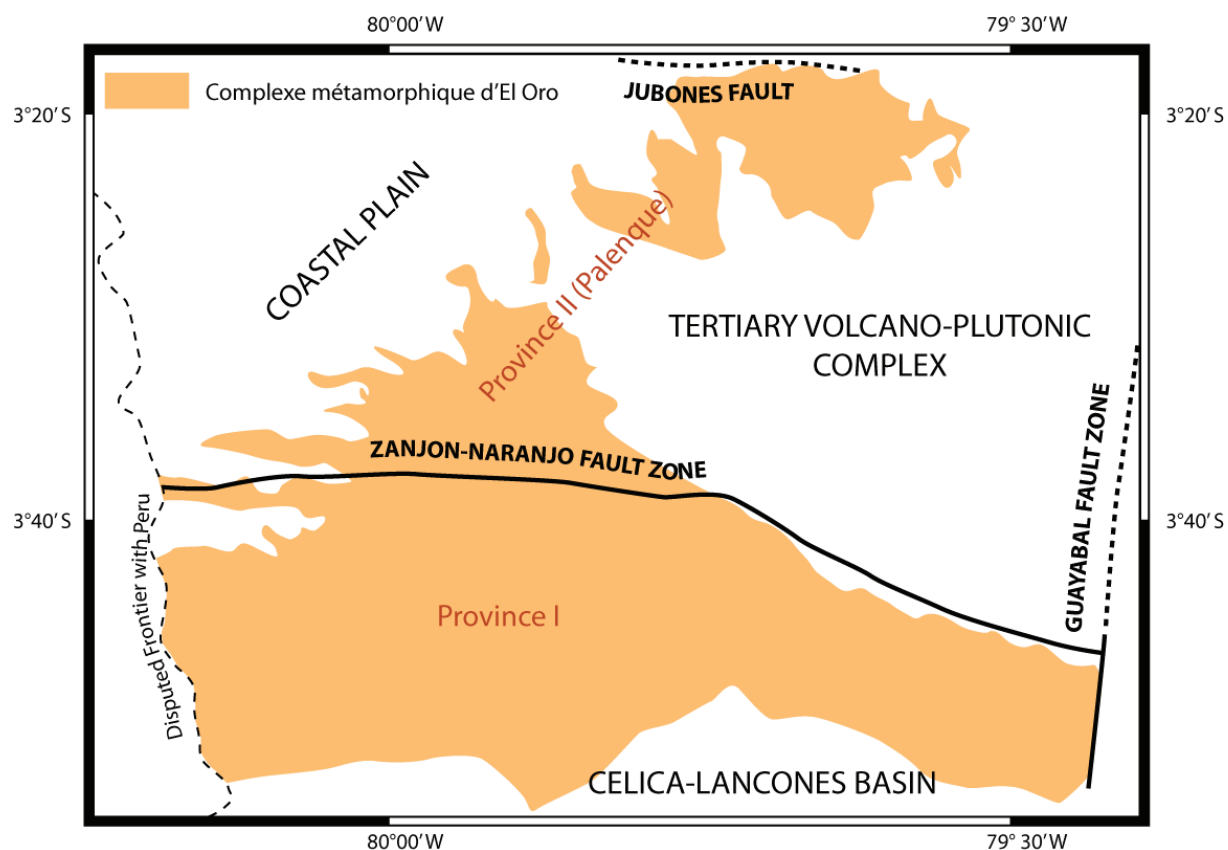 80°00′W
79° 30′W
Complexe métamorphique d’El Oro
JUBONES FAULT
3°20′S
3°20′S
COASTAL PLAIN
Province II (Palenque)
TERTIARY VOLCANO-PLUTONIC
COMPLEX
ZANJON-NARANJO FAULT ZONE
GUAYABAL FAULT ZONE
3°40′S
3°40′S
Disputed Frontier with Peru
Province I
CELICA-LANCONES BASIN
80°00′W
79° 30′W